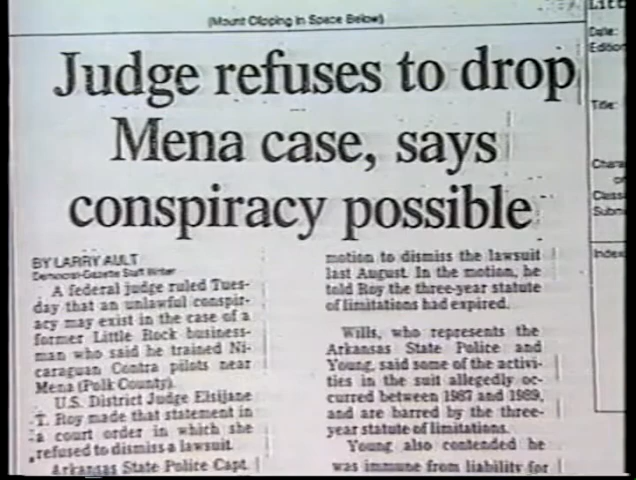 (Mount Clipping in Space Below)
Judge refuses to drop
Mena case, says
conspiracy possible
BY LARRY AULT
Democrat-Gazette Staff Writer
A federal judge ruled Tues-
day that an unlawful conspir-
acy may exist in the case of a
former Little Rock business-
man who said he trained Ni-
caraguan Contra pilots near
Mena (Polk County).
U.S. District Judge Elsijane
T. Roy made that statement in
a court order in which she
refused to dismiss a lawsuit.
Arkansas State Police Capt.
motion to dismiss the lawsuit
last August. In the motion, he
told Roy the three-year statute
of limitations had expired.
Wills, who represents the
Arkansas State Police and
Young, said some of the activi-
ties in the suit allegedly oc-
curred between 1987 and 1989,
and are barred by the three-
year statute of limitations.
Young also contended he
was immune from liability for
Date:
Edition
Title:
Chara
or
Class
Subm
Index